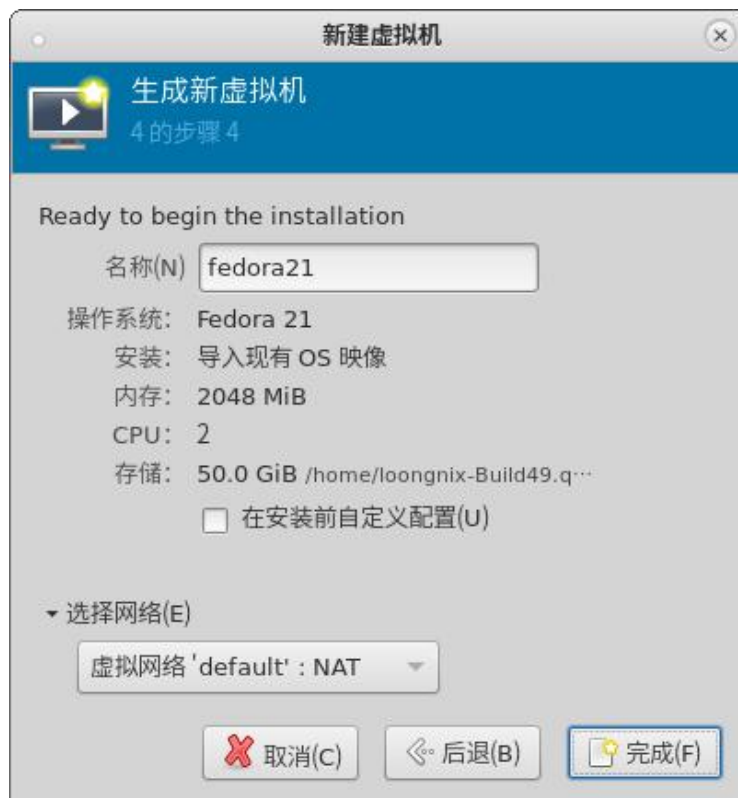 新建虚拟机
生成新虚拟机
4 的步骤 4
Ready to begin the installation
名称(N) fedora21
操作系统: Fedora 21
安装: 导入现有 OS 映像
内存: 2048 MiB
CPU: 2
存储: 50.0 GiB /home/loongnix-Build49.q…
在安装前自定义配置(U)
选择网络(E)
虚拟网络 'default' : NAT
取消(C) 后退(B) 完成(F)